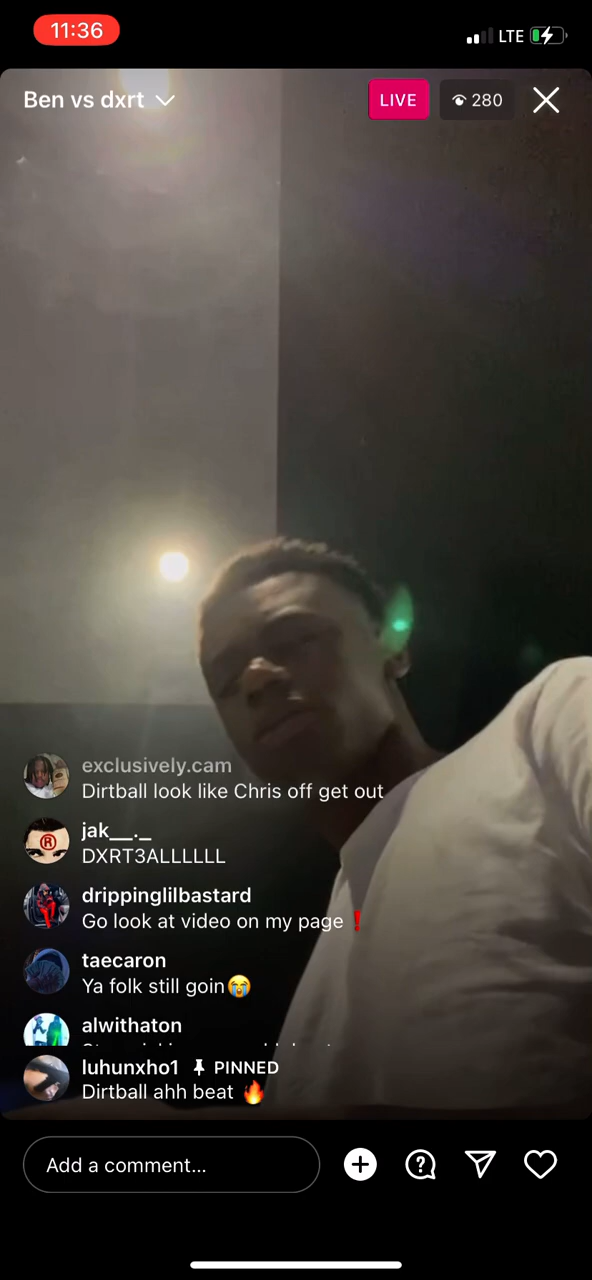 11:36
LTE
Ben vs dxrt
LIVE
280
exclusively.cam
Dirtball look like Chris off get out
jak__._
DXRT3ALLLLLL
®
drippinglilbastard
Go look at video on my page❗
taecaron
Ya folk still goin😭
alwithaton
luhunxho1 PINNED
Dirtball ahh beat 🔥
Add a comment...